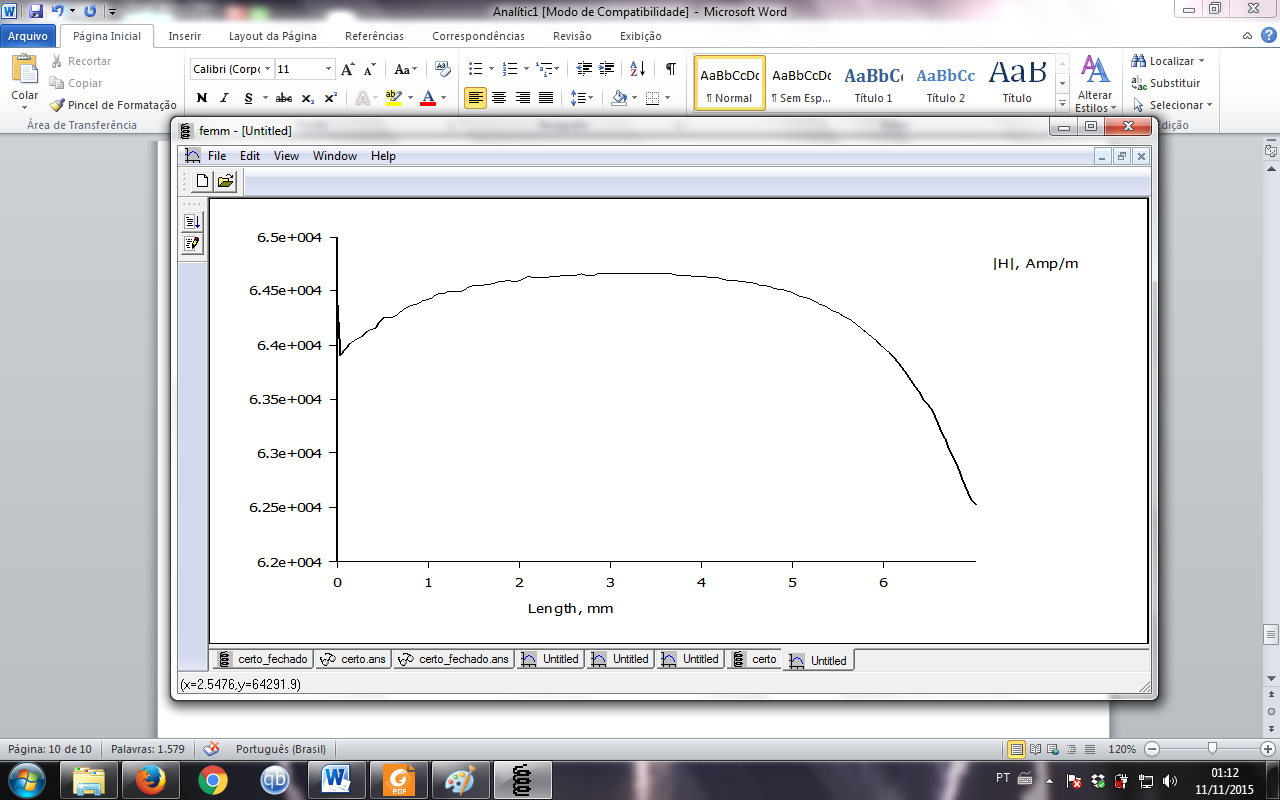 Analític1 [Modo de Compatibilidade] - Microsoft Word
Arquivo Página Inicial Inserir Layout da Página Referências Correspondências Revisão Exibição
Colar
Recortar
Copiar
Pincel de Formatação
Área de Transferência
Calibri (Corpo 11
N I S abc x₂ x²
AaBbCcDc AaBbCcDc AaBbCc AaBbCc AaB
¶ Normal ¶ Sem Esp... Título 1 Título 2 Título
Alterar
Estilos
Localizar
Substituir
Selecionar
femm - [Untitled]
File Edit View Window Help
6.5e+004
6.45e+004
6.4e+004
6.35e+004
6.3e+004
6.25e+004
6.2e+004
|H|, Amp/m
0 1 2 3 4 5 6
Length, mm
certo_fechado certo.ans certo_fechado.ans Untitled Untitled Untitled certo Untitled
(x=2.5476,y=64291.9)
Página: 10 de 10 Palavras: 1.579 Português (Brasil) 120%
qb
W
PDF
PT
01:12
11/11/2015